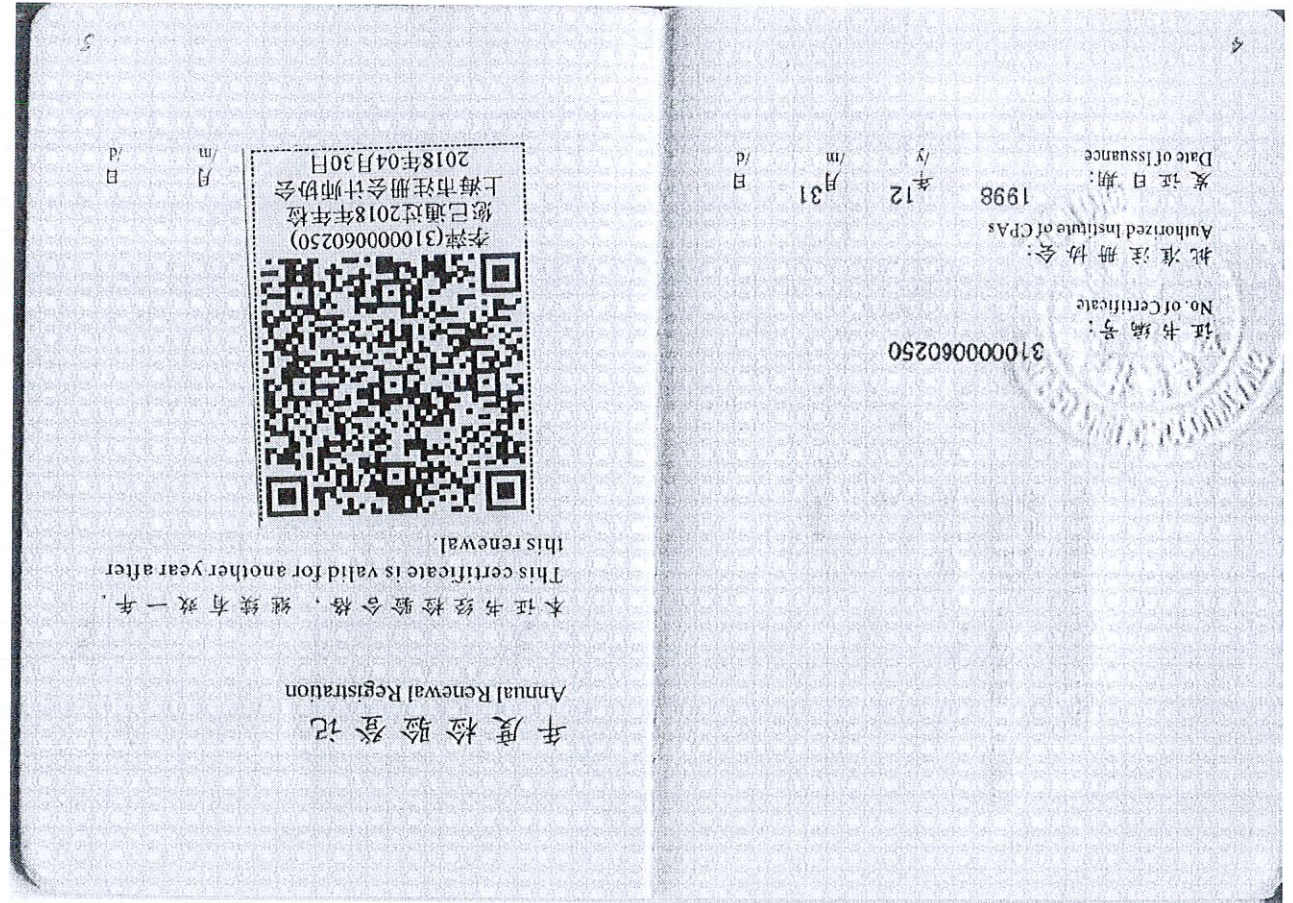 310000060250
证书编号:
No. of Certificate
批准注册协会:
Authorized Institute of CPAs
发证日期: 1998 年 12 月 31 日
Date of Issuance /y /m /d
4
年度检验登记
Annual Renewal Registration
本证书经检验合格,继续有效一年.
This certificate is valid for another year after
this renewal.
李萍(310000060250)
您已通过2018年年检
上海市注册会计师协会
2018年04月30日
月 日
/m /d
5